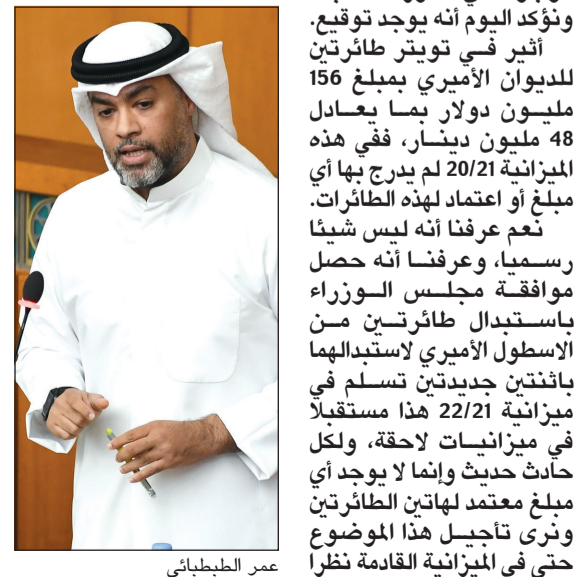 ونؤكد اليوم أنه يوجد توقيع.
أثير في تويتر طائرتين
للديوان الأميري بمبلغ 156
مليون دولار بما يعادل
48 مليون دينار، ففي هذه
الميزانية 20/21 لم يدرج بها أي
مبلغ أو اعتماد لهذه الطائرات.
نعم عرفنا أنه ليس شيئا
رسميا، وعرفنا أنه حصل
موافقة مجلس الوزراء
باستبدال طائرتين من
الاسطول الأميري لاستبدالهما
باثنتين جديدتين تسلم في
ميزانية 22/21 هذا مستقبلا
في ميزانيات لاحقة، ولكل
حادث حديث وإنما لا يوجد أي
مبلغ معتمد لهاتين الطائرتين
ونرى تأجيل هذا الموضوع
حتى في الميزانية القادمة نظرا
عمر الطبطبائي